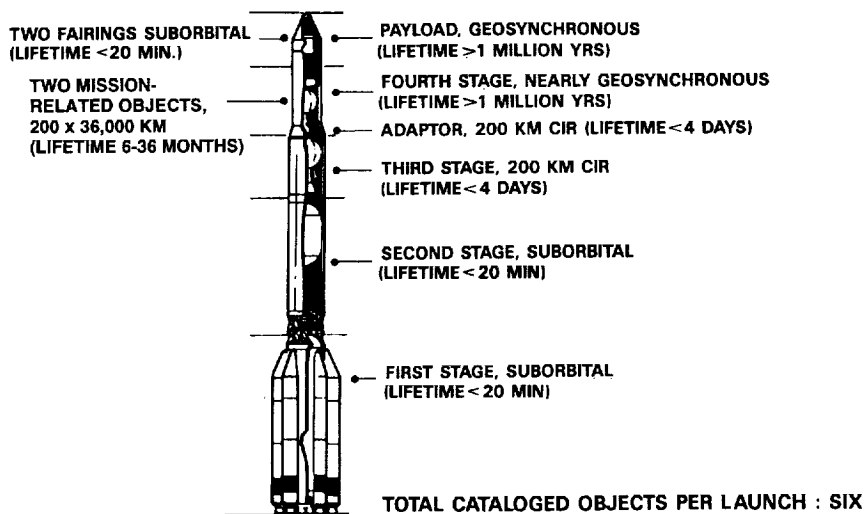 TWO FAIRINGS SUBORBITAL
(LIFETIME <20 MIN.)
TWO MISSION-
RELATED OBJECTS,
200 x 36,000 KM
(LIFETIME 6-36 MONTHS)
PAYLOAD, GEOSYNCHRONOUS
(LIFETIME >1 MILLION YRS)
FOURTH STAGE, NEARLY GEOSYNCHRONOUS
(LIFETIME >1 MILLION YRS)
ADAPTOR, 200 KM CIR (LIFETIME < 4 DAYS)
THIRD STAGE, 200 KM CIR
(LIFETIME < 4 DAYS)
SECOND STAGE, SUBORBITAL
(LIFETIME < 20 MIN)
FIRST STAGE, SUBORBITAL
(LIFETIME < 20 MIN)
TOTAL CATALOGED OBJECTS PER LAUNCH : SIX